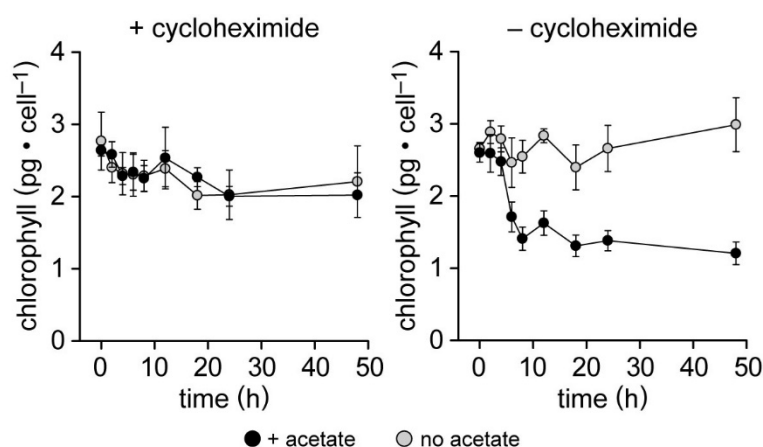 + cycloheximide
– cycloheximide
chlorophyll (pg • cell⁻¹)
4
3
2
1
0
0 10 20 30 40 50
time (h)
chlorophyll (pg • cell⁻¹)
4
3
2
1
0
0 10 20 30 40 50
time (h)
+ acetate
no acetate